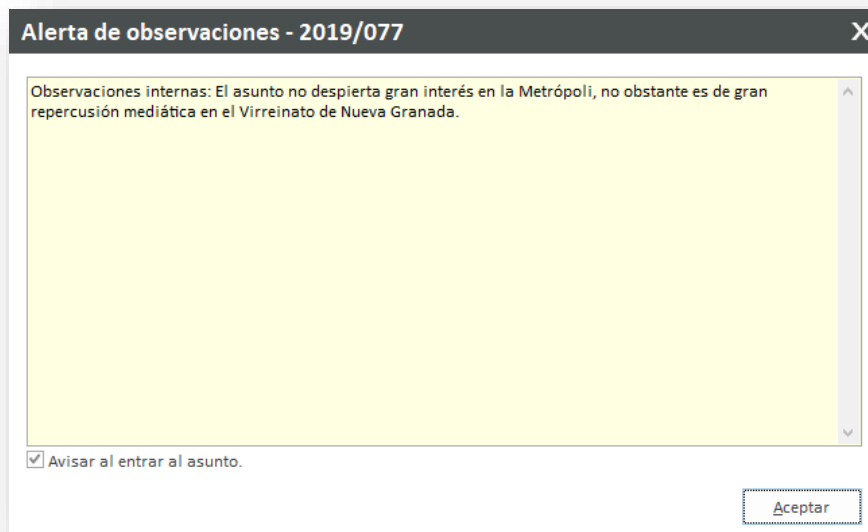 Alerta de observaciones - 2019/077
X
Observaciones internas: El asunto no despierta gran interés en la Metrópoli, no obstante es de gran
repercusión mediática en el Virreinato de Nueva Granada.
Avisar al entrar al asunto.
Aceptar